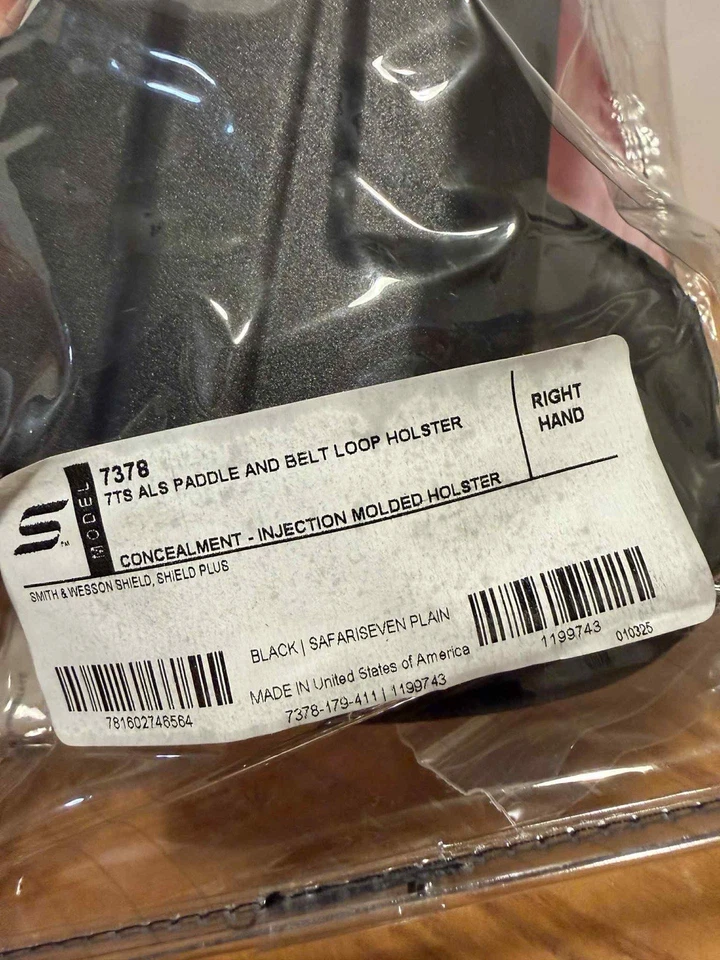 MODEL
7378
7TS ALS PADDLE AND BELT LOOP HOLSTER
RIGHT
HAND
CONCEALMENT - INJECTION MOLDED HOLSTER
SMITH & WESSON SHIELD, SHIELD PLUS
BLACK | SAFARISEVEN PLAIN
MADE IN United States of America
7378-179-411 | 1199743
781602746564
1199743
010325
S
TM